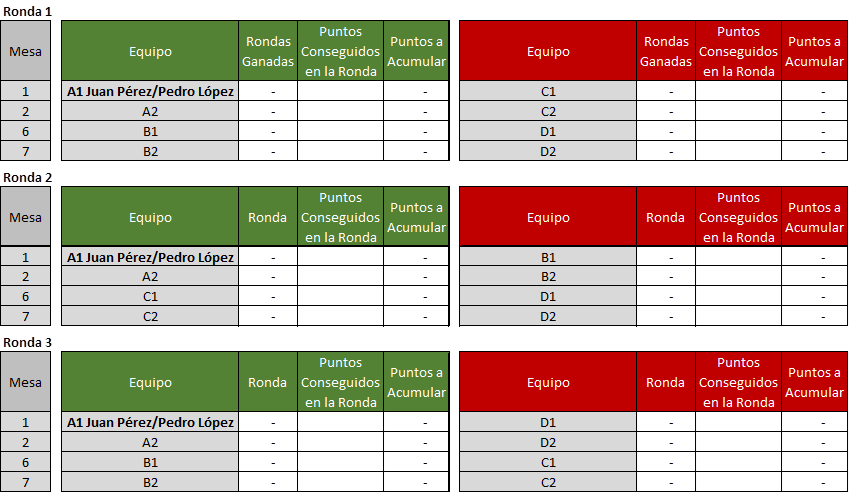 Ronda 1
Mesa Equipo Rondas Ganadas Puntos Conseguidos en la Ronda Puntos a Acumular Equipo Rondas Ganadas Puntos Conseguidos en la Ronda Puntos a Acumular
1 A1 Juan Pérez/Pedro López - - C1 - -
2 A2 - - C2 - -
6 B1 - - D1 - -
7 B2 - - D2 - -
Ronda 2
Mesa Equipo Ronda Puntos Conseguidos en la Ronda Puntos a Acumular Equipo Ronda Puntos Conseguidos en la Ronda Puntos a Acumular
1 A1 Juan Pérez/Pedro López - - B1 - -
2 A2 - - B2 - -
6 C1 - - D1 - -
7 C2 - - D2 - -
Ronda 3
Mesa Equipo Ronda Puntos Conseguidos en la Ronda Puntos a Acumular Equipo Ronda Puntos Conseguidos en la Ronda Puntos a Acumular
1 A1 Juan Pérez/Pedro López - - D1 - -
2 A2 - - D2 - -
6 B1 - - C1 - -
7 B2 - - C2 - -